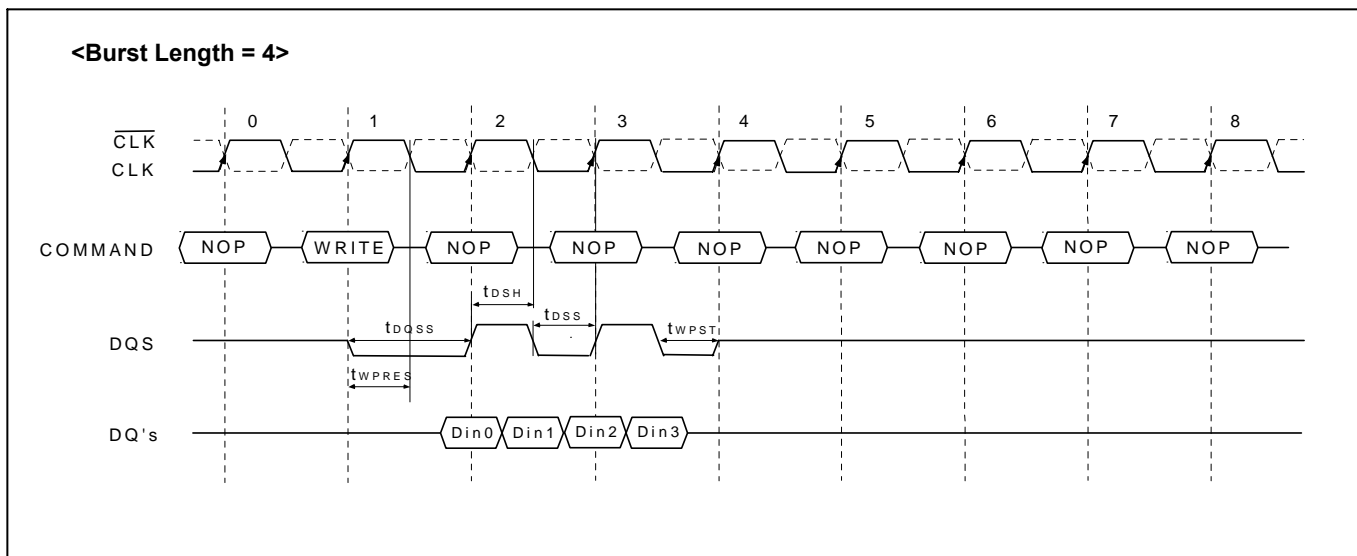 <Burst Length = 4>
0 1 2 3 4 5 6 7 8
CLK
CLK
COMMAND NOP WRITE NOP NOP NOP NOP NOP NOP NOP
tDSH
tDQSS tDSS tWPST
DQS
tWPRES
DQ's Din0 Din1 Din2 Din3